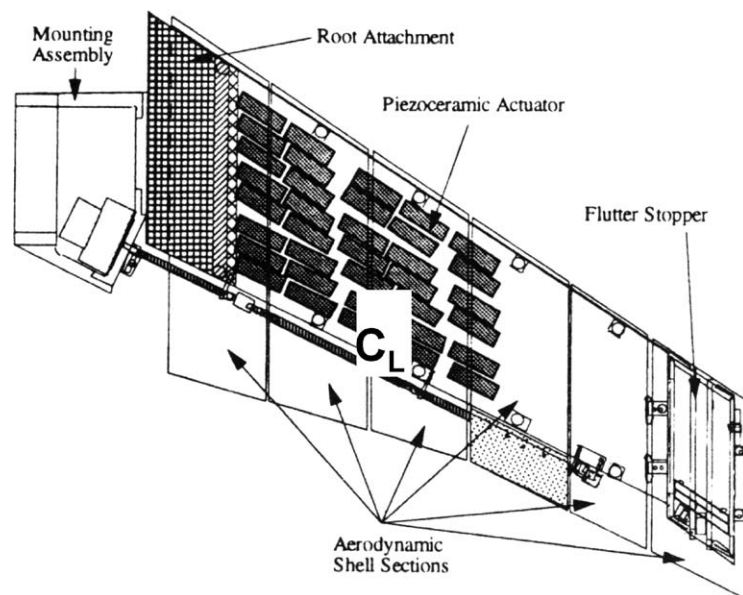 Mounting
Assembly
Root Attachment
Piezoceramic Actuator
Flutter Stopper
CL
Aerodynamic
Shell Sections